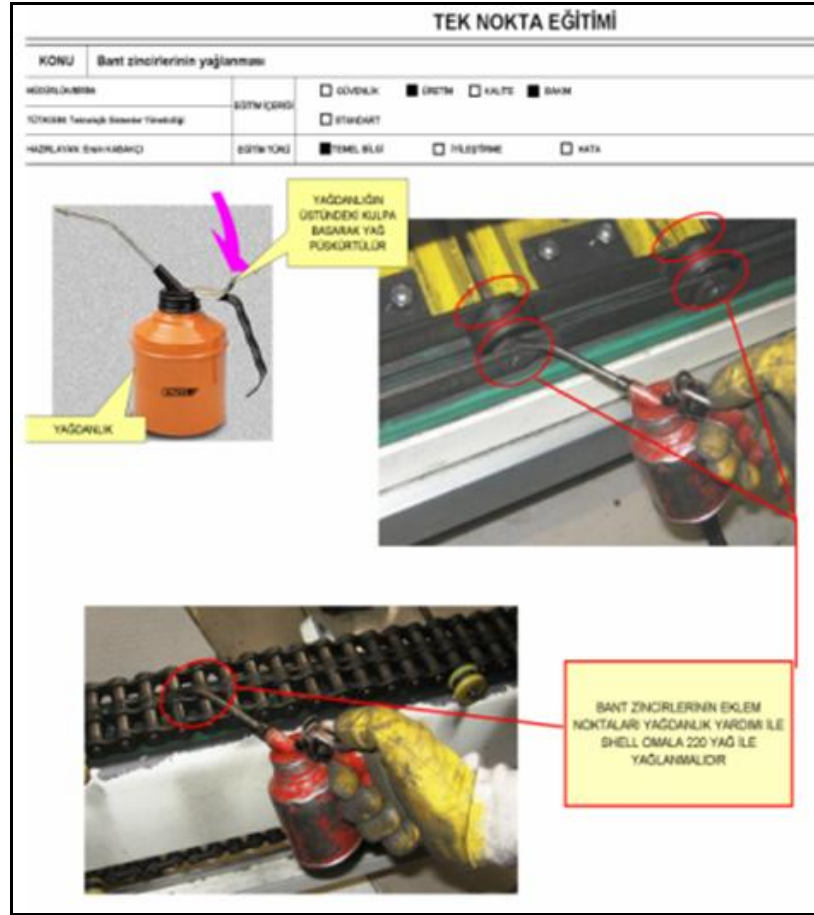 TEK NOKTA EĞİTİMİ
KONU Bant zincirlerinin yağlanması
EĞİTİM İÇERİĞİ
GÜVENLİK ÜRETİM KALİTE BAKIM
STANDART
HAZIRLAYAN: KABAKÇI
EĞİTİM TÜRÜ
TEMEL BİLGİ İYİLEŞTİRME HATA
YAĞDANLIĞIN
ÜSTÜNDEKİ KULPA
BASARAK YAĞ
PÜSKÜRTÜLÜR
YAĞDANLIK
BANT ZİNCİRLERİNİN EKLEM
NOKTALARI YAĞDANLIK YARDIMI İLE
SHELL OMALA 220 YAĞ İLE
YAĞLANMALIDIR